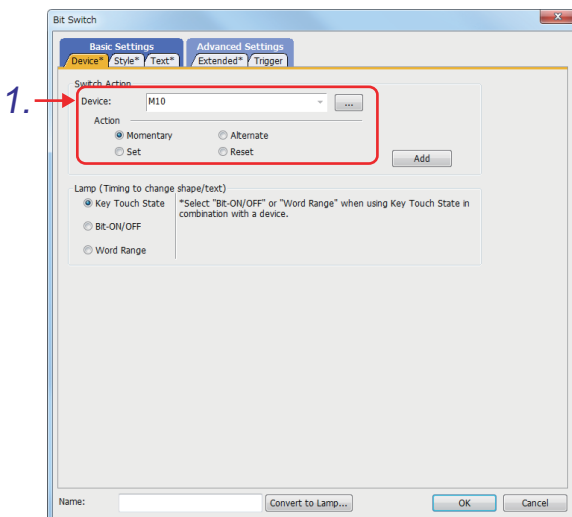 Bit Switch
Basic Settings Advanced Settings
Device* Style* Text* Extended* Trigger
Switch Action
1.
Device: M10 ...
Action
Momentary Alternate
Set Reset
Add
Lamp (Timing to change shape/text)
Key Touch State *Select "Bit-ON/OFF" or "Word Range" when using Key Touch State in
combination with a device.
Bit-ON/OFF
Word Range
Name: Convert to Lamp... OK Cancel